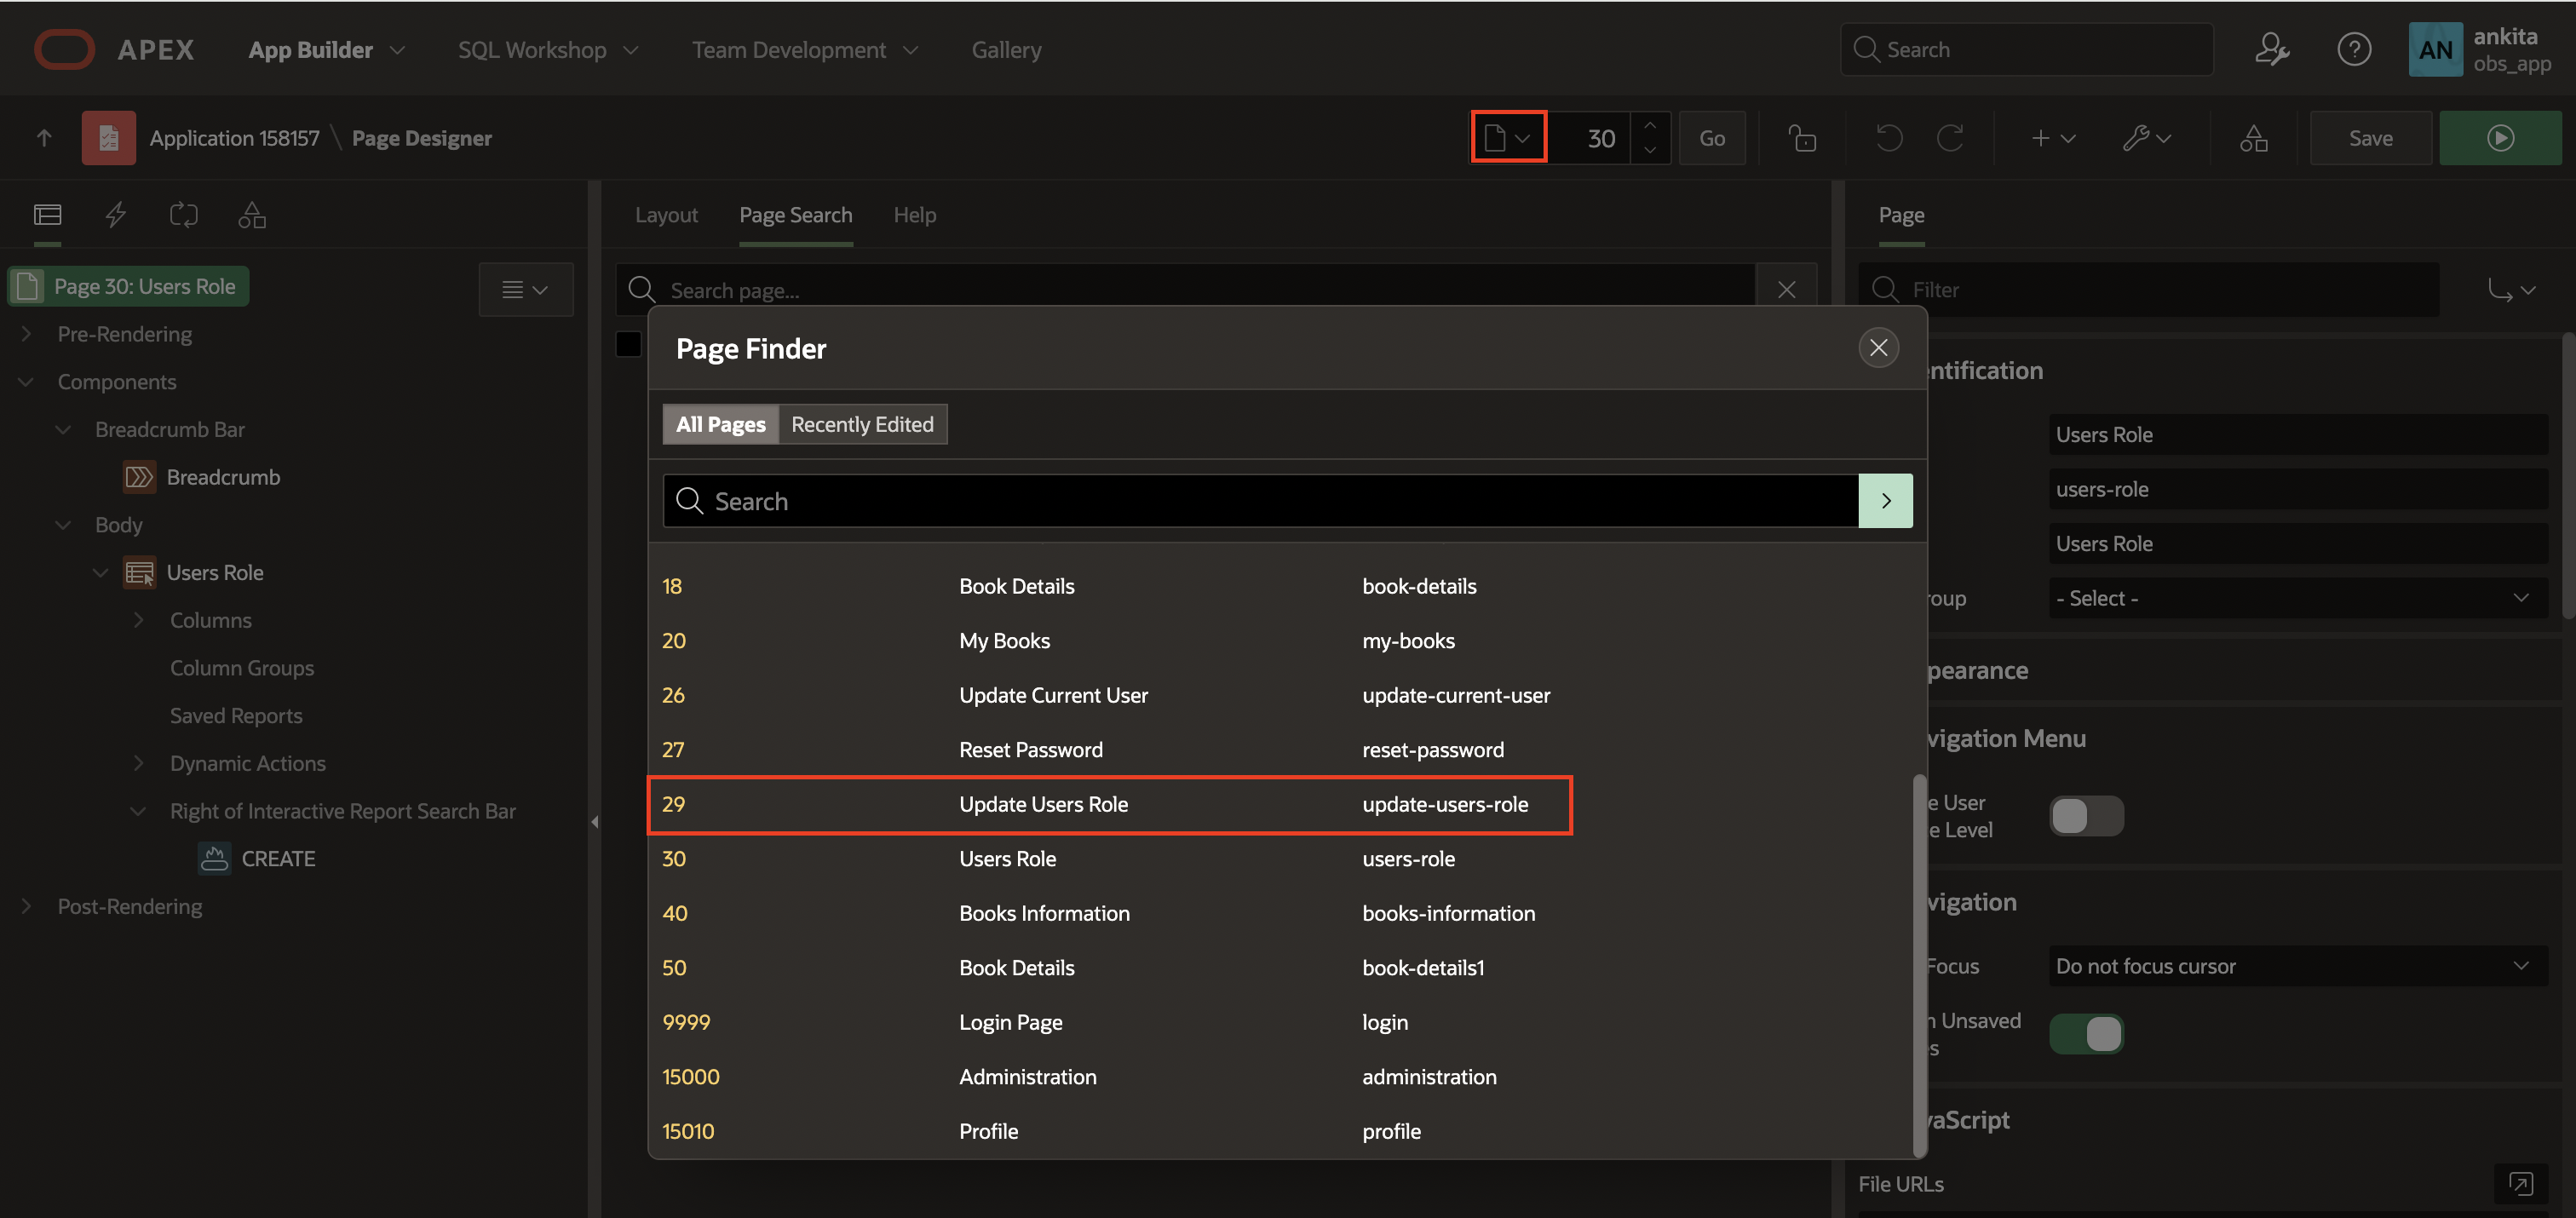 APEX App Builder SQL Workshop Team Development Gallery Search ? AN ankita
obs_app
Application 158157 \ Page Designer 30 Go Save
Layout Page Search Help
Page
Page 30: Users Role
Pre-Rendering
Components
Breadcrumb Bar
Breadcrumb
Body
Users Role
Columns
Column Groups
Saved Reports
Dynamic Actions
Right of Interactive Report Search Bar
CREATE
Post-Rendering
Search page...
Page Finder
All Pages Recently Edited
Search
18 Book Details book-details
20 My Books my-books
26 Update Current User update-current-user
27 Reset Password reset-password
29 Update Users Role update-users-role
30 Users Role users-role
40 Books Information books-information
50 Book Details book-details1
9999 Login Page login
15000 Administration administration
15010 Profile profile
Filter
ntification
Users Role
users-role
Users Role
roup - Select -
pearance
vigation Menu
e User
e Level
vigation
Focus Do not focus cursor
n Unsaved
s
vaScript
File URLs